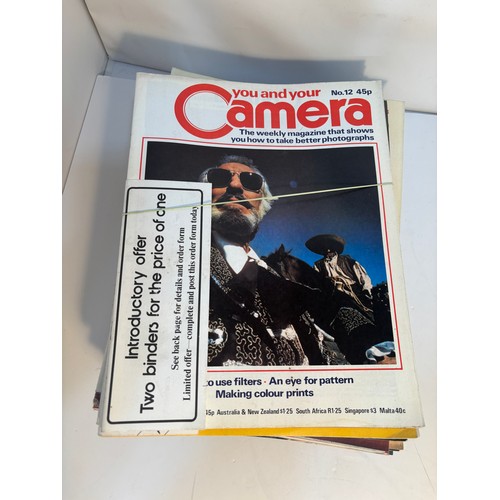 you and your
No.12 45p
Camera
The weekly magazine that shows
you how to take better photographs
Introductory offer
Two binders for the price of one
See back page for details and order form
Limited offer complete and post this order form today
to use filters · An eye for pattern
Making colour prints
45p Australia & New Zealand $1·25 South Africa R1·25 Singapore $3 Malta 40c